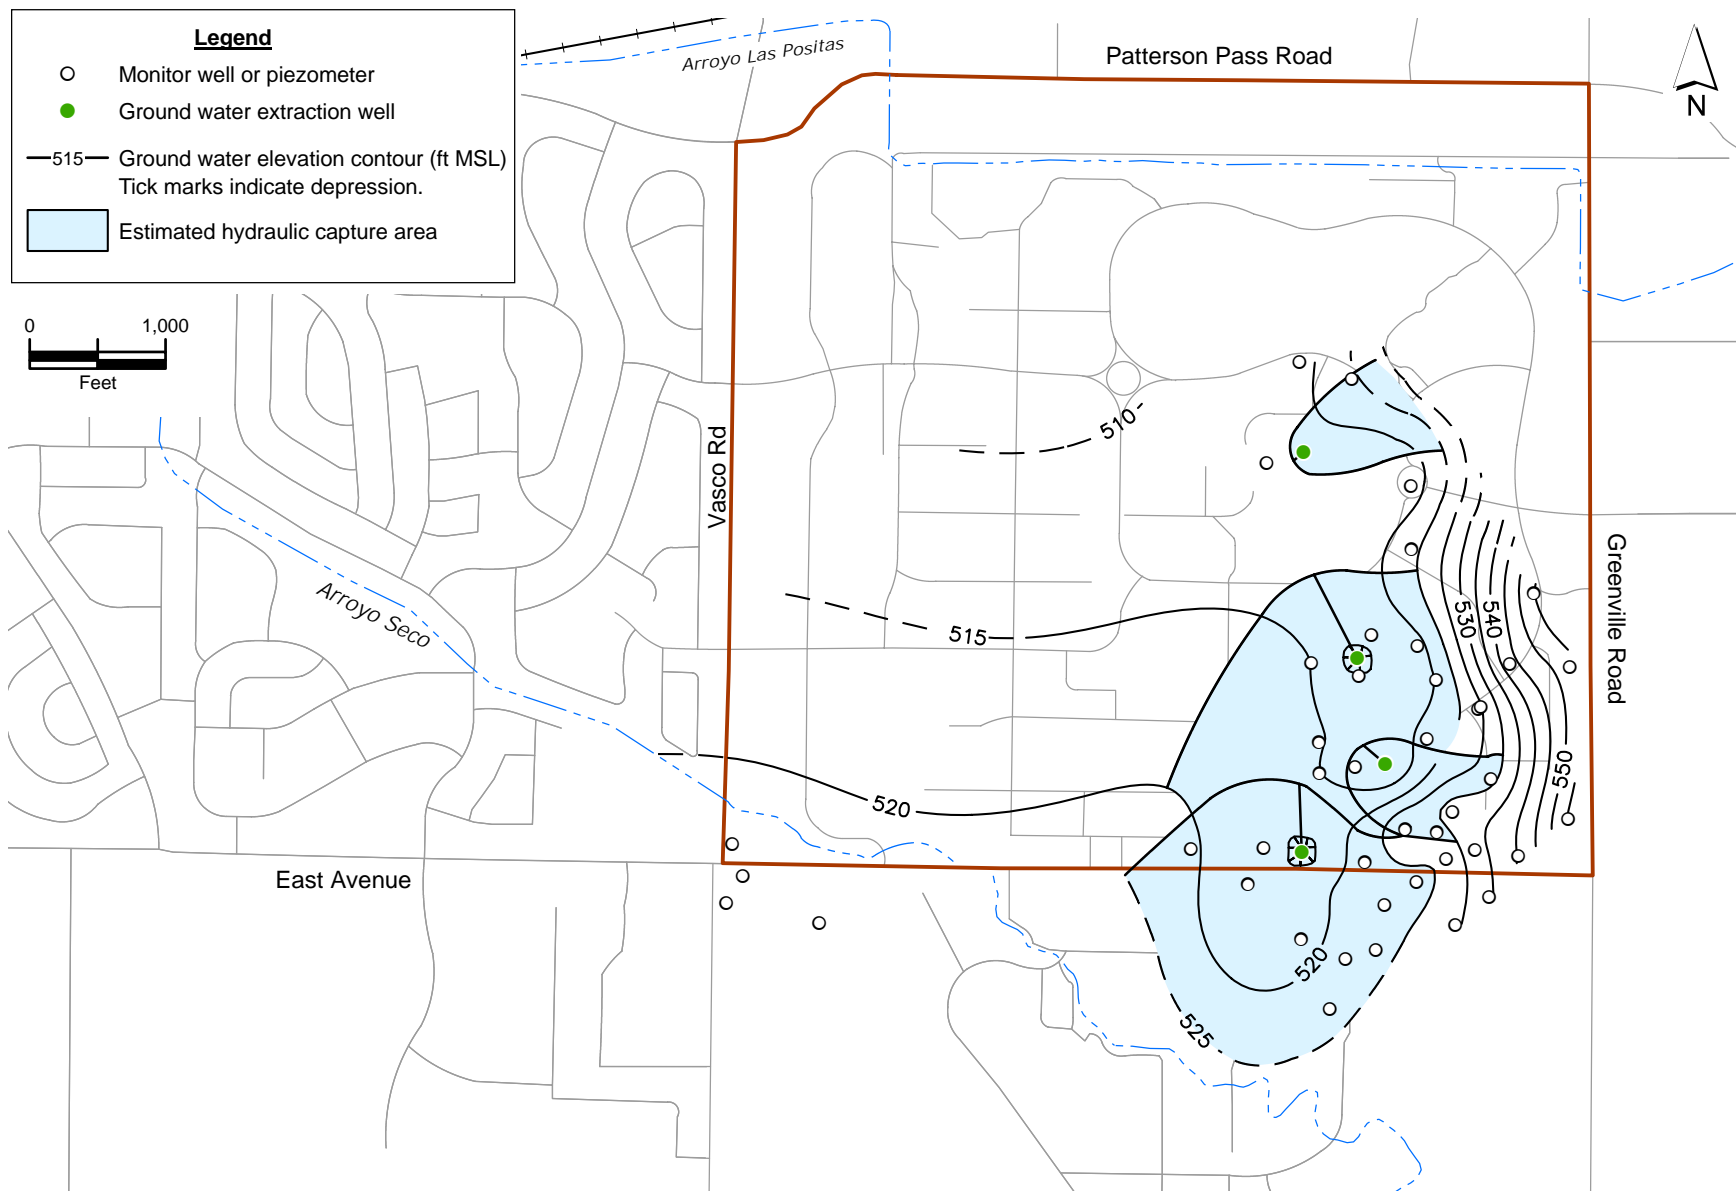 Legend
Monitor well or piezometer
Ground water extraction well
515 Ground water elevation contour (ft MSL)
Tick marks indicate depression.
Estimated hydraulic capture area
0 1,000
Feet
Arroyo Las Positas
Patterson Pass Road
N
510
Vasco Rd
Arroyo Seco
515
530
540
Greenville Road
550
520
East Avenue
520
525